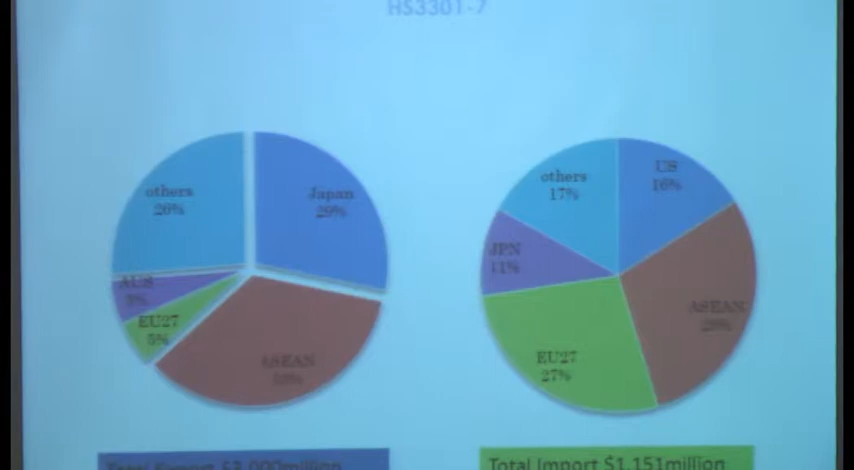 HS3301-7
others
26%
Japan
29%
AUS
EU27
5%
ASEAN
others
17%
US
16%
JPN
11%
ASEAN
EU27
27%
Total Import $1,151million